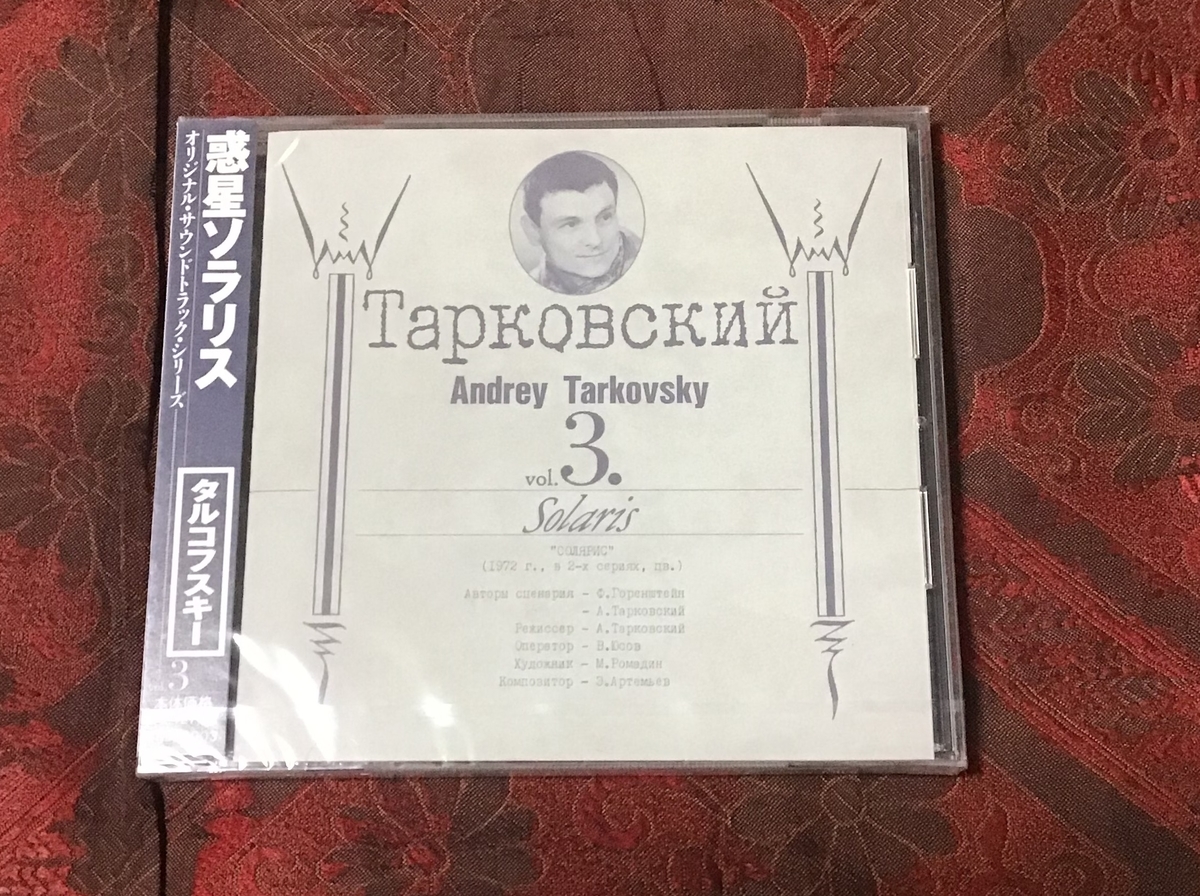 惑星ソラリス
オリジナル・サウンドトラック・シリーズ
タルコフスキー
3
Тарковский
Andrey Tarkovsky
vol. 3.
Solaris
"СОЛЯРИС"
(1972 г., в 2-х сериях, цв.)
Авторы сценария - Ф.Горенштейн
- А.Тарковский
Режиссер - А.Тарковский
Оператор - В.Юсов
Художник - М.Ромадин
Композитор - Э.Артемьев